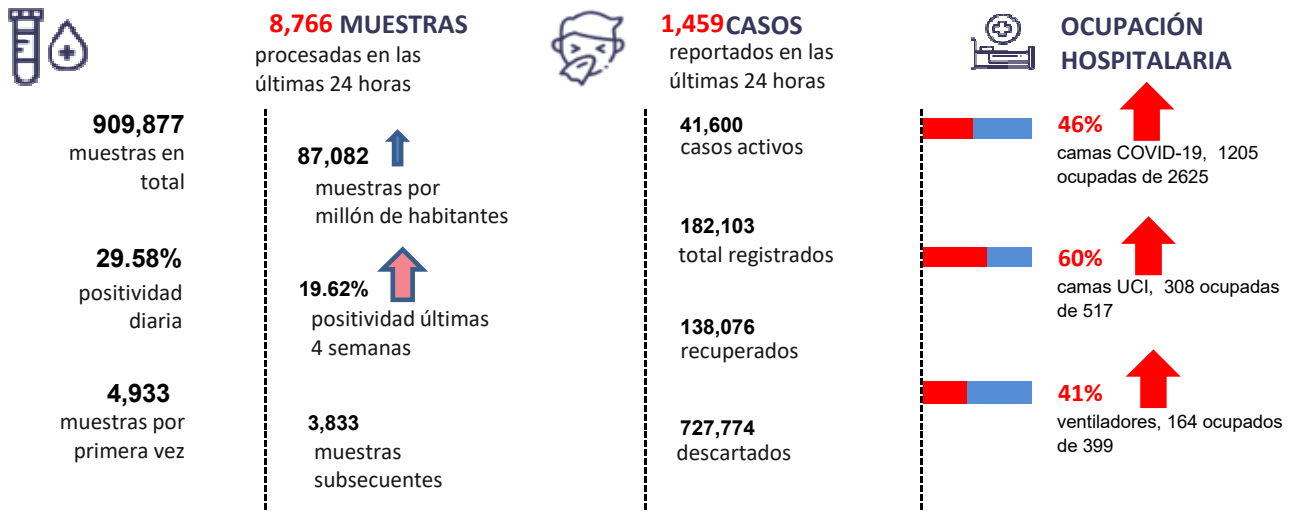 8,766 MUESTRAS
procesadas en las
últimas 24 horas
909,877
muestras en
total
29.58%
positividad
diaria
4,933
muestras por
primera vez
87,082
muestras por
millón de habitantes
19.62%
positividad últimas
4 semanas
3,833
muestras
subsecuentes
1,459 CASOS
reportados en las
últimas 24 horas
41,600
casos activos
182,103
total registrados
138,076
recuperados
727,774
descartados
OCUPACIÓN
HOSPITALARIA
46%
camas COVID-19, 1205
ocupadas de 2625
60%
camas UCI, 308 ocupadas
de 517
41%
ventiladores, 164 ocupados
de 399